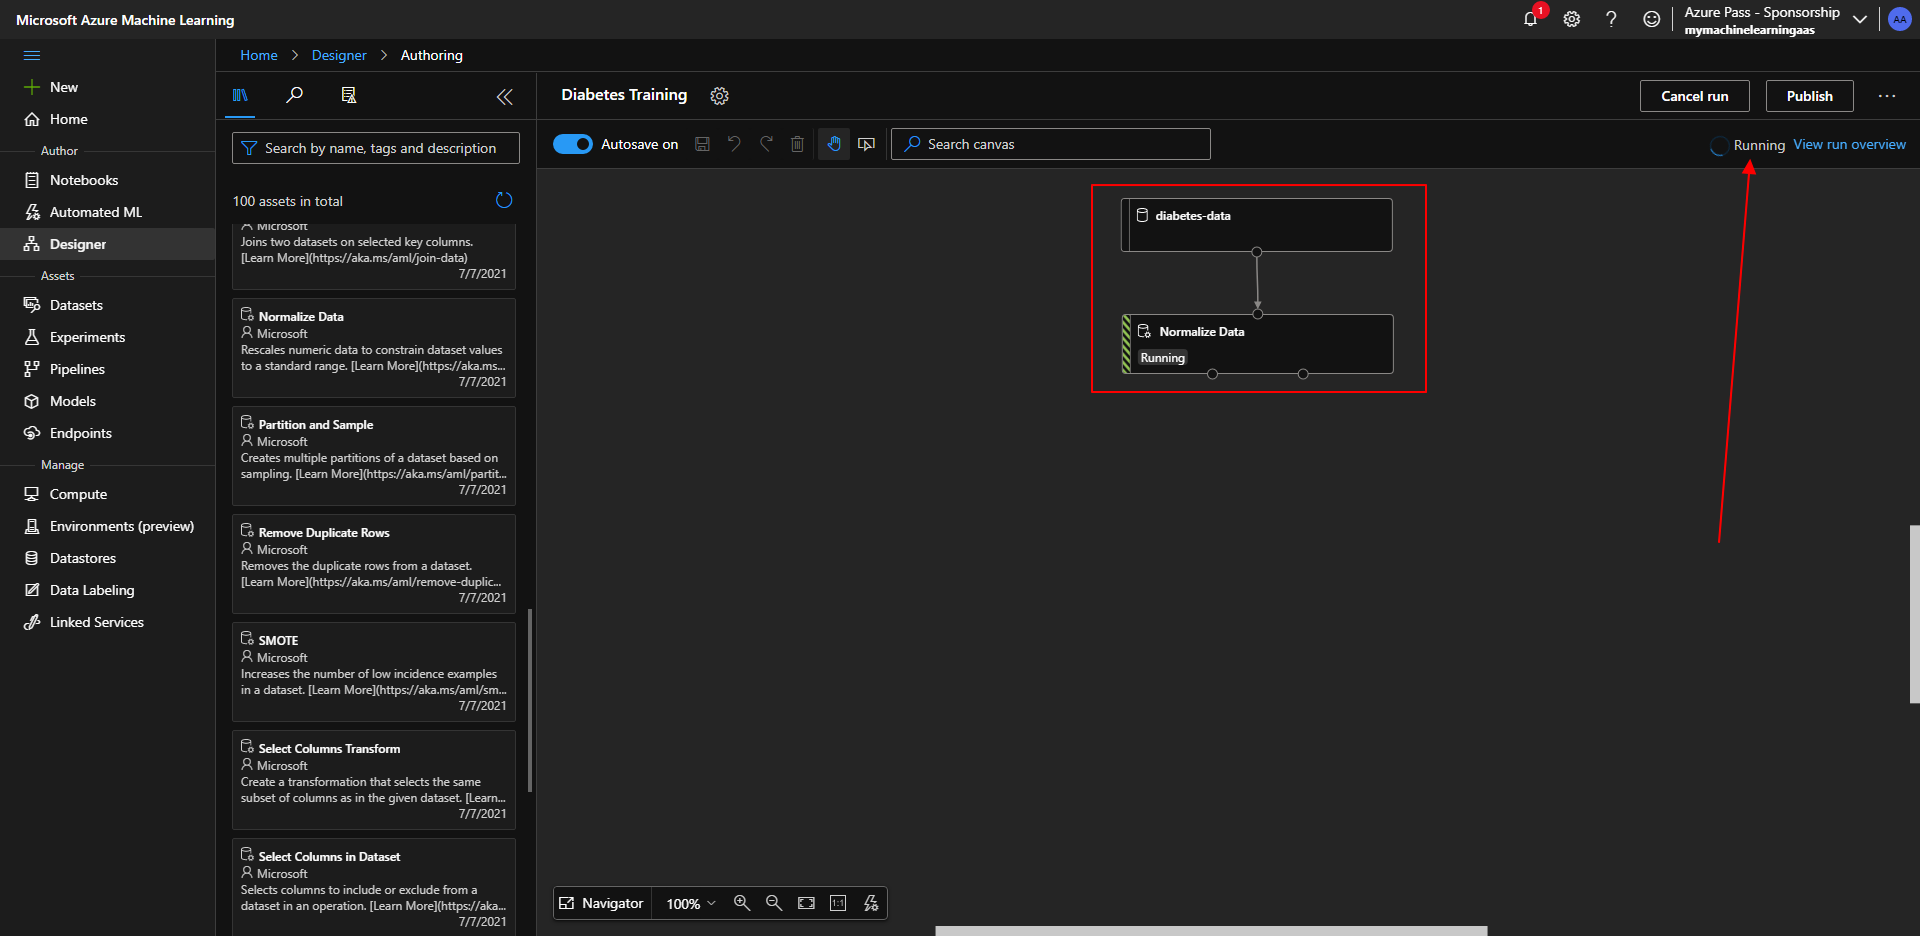 Microsoft Azure Machine Learning
1
Azure Pass - Sponsorship
mymachinelearningaas
AA
New
Home
Author
Notebooks
Automated ML
Designer
Assets
Datasets
Experiments
Pipelines
Models
Endpoints
Manage
Compute
Environments (preview)
Datastores
Data Labeling
Linked Services
Home > Designer > Authoring
Search by name, tags and description
100 assets in total
Microsoft
Joins two datasets on selected key columns.
[Learn More](https://aka.ms/aml/join-data)
7/7/2021
Normalize Data
Microsoft
Rescales numeric data to constrain dataset values
to a standard range. [Learn More](https://aka.ms...
7/7/2021
Partition and Sample
Microsoft
Creates multiple partitions of a dataset based on
sampling. [Learn More](https://aka.ms/aml/partit...
7/7/2021
Remove Duplicate Rows
Microsoft
Removes the duplicate rows from a dataset.
[Learn More](https://aka.ms/aml/remove-duplic...
7/7/2021
SMOTE
Microsoft
Increases the number of low incidence examples
in a dataset. [Learn More](https://aka.ms/aml/sm...
7/7/2021
Select Columns Transform
Microsoft
Create a transformation that selects the same
subset of columns as in the given dataset. [Learn...
7/7/2021
Select Columns in Dataset
Microsoft
Selects columns to include or exclude from a
dataset in an operation. [Learn More](https://aka...
7/7/2021
Diabetes Training
Cancel run
Publish
Autosave on
Search canvas
Running View run overview
diabetes-data
Normalize Data
Running
Navigator
100%
1:1